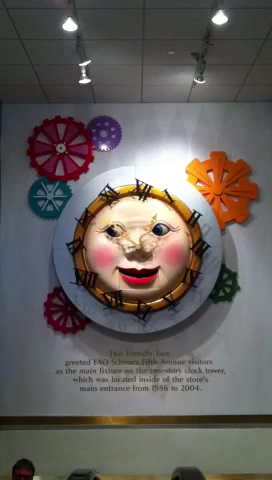 XII
This friendly face
greeted FAO Schwarz Fifth Avenue visitors
as the main fixture on the two-story clock tower,
which was located inside of the store's
main entrance from 1986 to 2004.